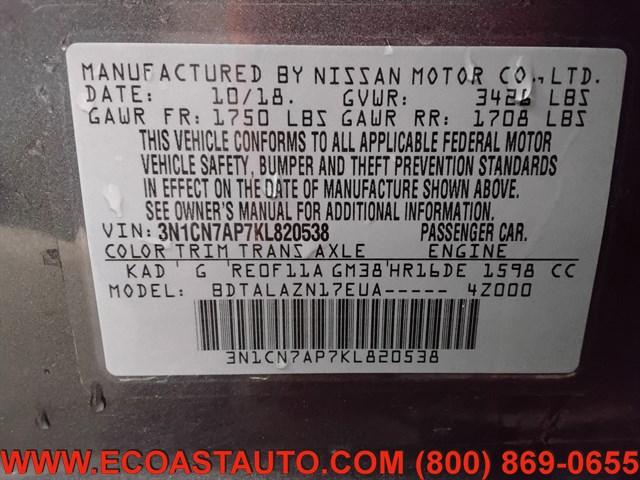 MANUFACTURED BY NISSAN MOTOR CO., LTD.
DATE: 10/18. GVWR: 3426 LBS
GAWR FR: 1750 LBS GAWR RR: 1708 LBS
THIS VEHICLE CONFORMS TO ALL APPLICABLE FEDERAL MOTOR
VEHICLE SAFETY, BUMPER AND THEFT PREVENTION STANDARDS
IN EFFECT ON THE DATE OF MANUFACTURE SHOWN ABOVE.
SEE OWNER'S MANUAL FOR ADDITIONAL INFORMATION
VIN: 3N1CN7AP7KL820538 PASSENGER CAR.
COLOR TRIM TRANS AXLE ENGINE
KAD G RE0F11A GM38 HR16DE 1598 CC
MODEL: BDTALAZN17EUA----- 4Z000
3N1CN7AP7KL820538
WWW.ECOASTAUTO.COM (800) 869-0655